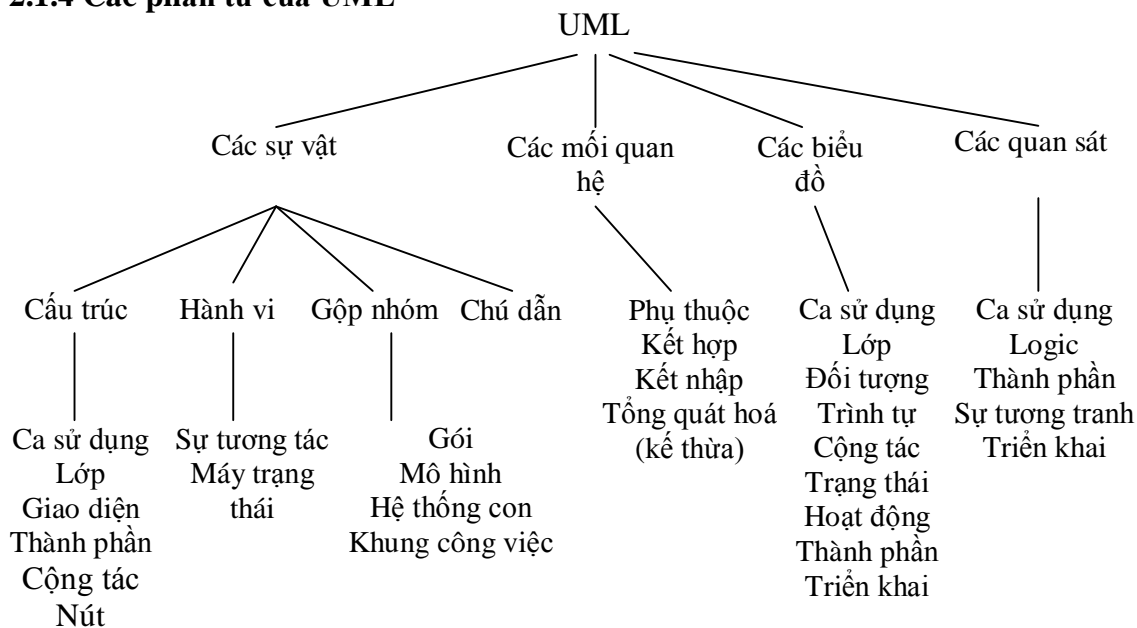 2.1.4 Các phần tử của UML
UML
Các sự vật
Các mối quan
hệ
Các biểu
đồ
Các quan sát
Cấu trúc
Hành vi
Gộp nhóm
Chú dẫn
Phụ thuộc
Kết hợp
Kết nhập
Tổng quát hoá
(kế thừa)
Ca sử dụng
Lớp
Đối tượng
Trình tự
Cộng tác
Trạng thái
Hoạt động
Thành phần
Triển khai
Ca sử dụng
Logic
Thành phần
Sự tương tranh
Triển khai
Ca sử dụng
Lớp
Giao diện
Thành phần
Cộng tác
Nút
Sự tương tác
Máy trạng
thái
Gói
Mô hình
Hệ thống con
Khung công việc